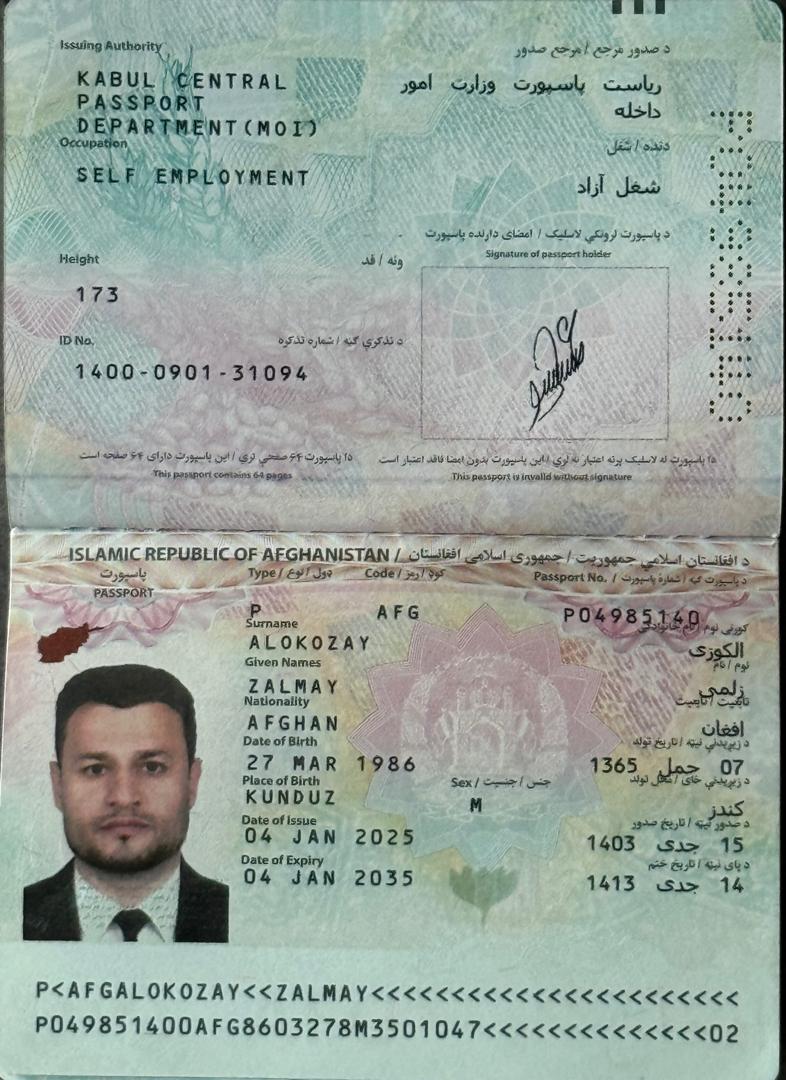 Issuing Authority د صدور مرجع / مرجع صدور
KABUL CENTRAL ریاست پاسپورت وزارت امور
PASSPORT داخله
DEPARTMENT(MOI)
Occupation دنده / شغل
SELF EMPLOYMENT شغل آزاد
د پاسپورت لرونکي لاسلیک / امضای دارنده پاسپورت
Signature of passport holder
Height ونه / قد
173
ID No. د تذکرې گڼه / شماره تذکره
1400-0901-31094
دا پاسپورت ۶۴ صفحې لري / این پاسپورت دارای ۶۴ صفحه است
This passport contains 64 pages
دا پاسپورت له لاسلیک پرته اعتبار نه لري / این پاسپورت بدون امضا فاقد اعتبار است
This passport is invalid without signature
P04985140
ISLAMIC REPUBLIC OF AFGHANISTAN / د افغانستان اسلامي جمهوریت / جمهوری اسلامی افغانستان
پاسپورت
PASSPORT
Type / ډول / نوع Code / کوډ / رمز Passport No. / د پاسپورت گڼه / شمارهٔ پاسپورت
P AFG P04985140
Surname کورنی نوم / نام خانوادگی
ALOKOZAY الکوزی
Given Names نوم / نام
ZALMAY زلمی
Nationality تابعیت / تابعیت
AFGHAN افغان
Date of Birth د زیږیدنې نېټه / تاریخ تولد
27 MAR 1986 07 حمل 1365
Place of Birth Sex / جنس / جنسیت د زیږیدنې ځای / محل تولد
KUNDUZ M کندز
Date of Issue د صدور نېټه / تاریخ صدور
04 JAN 2025 15 جدی 1403
Date of Expiry د پای نېټه / تاریخ ختم
04 JAN 2035 14 جدی 1413
P<AFGALOKOZAY<<ZALMAY<<<<<<<<<<<<<<<<<<<<<<<
P049851400AFG8603278M3501047<<<<<<<<<<<<<<02